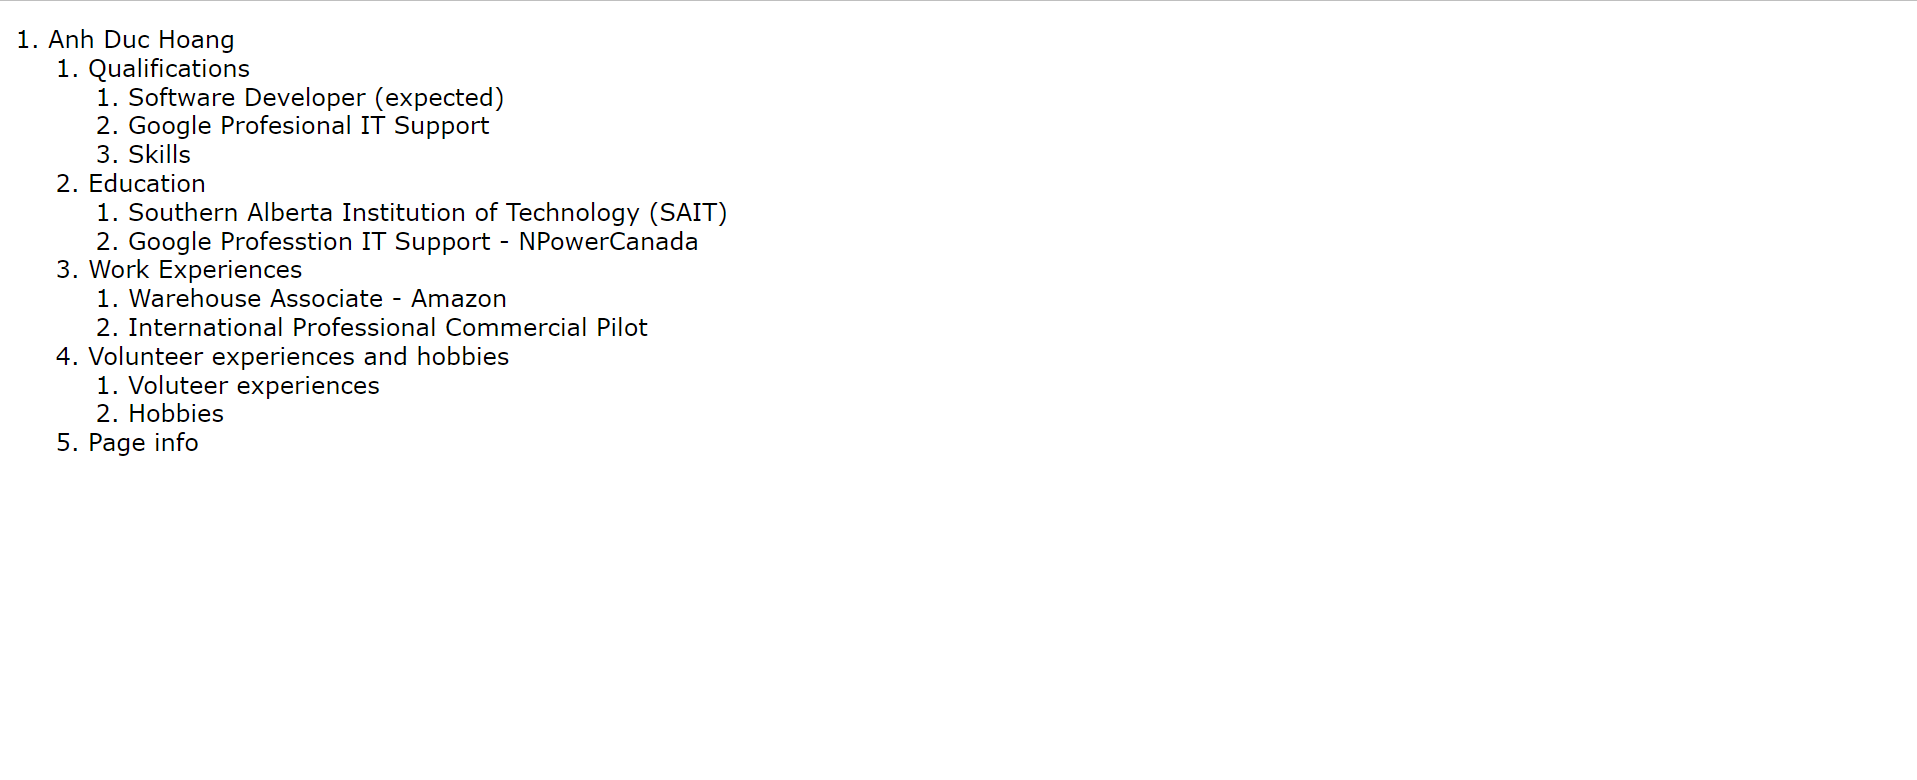 1. Anh Duc Hoang
1. Qualifications
1. Software Developer (expected)
2. Google Profesional IT Support
3. Skills
2. Education
1. Southern Alberta Institution of Technology (SAIT)
2. Google Professtion IT Support - NPowerCanada
3. Work Experiences
1. Warehouse Associate - Amazon
2. International Professional Commercial Pilot
4. Volunteer experiences and hobbies
1. Voluteer experiences
2. Hobbies
5. Page info